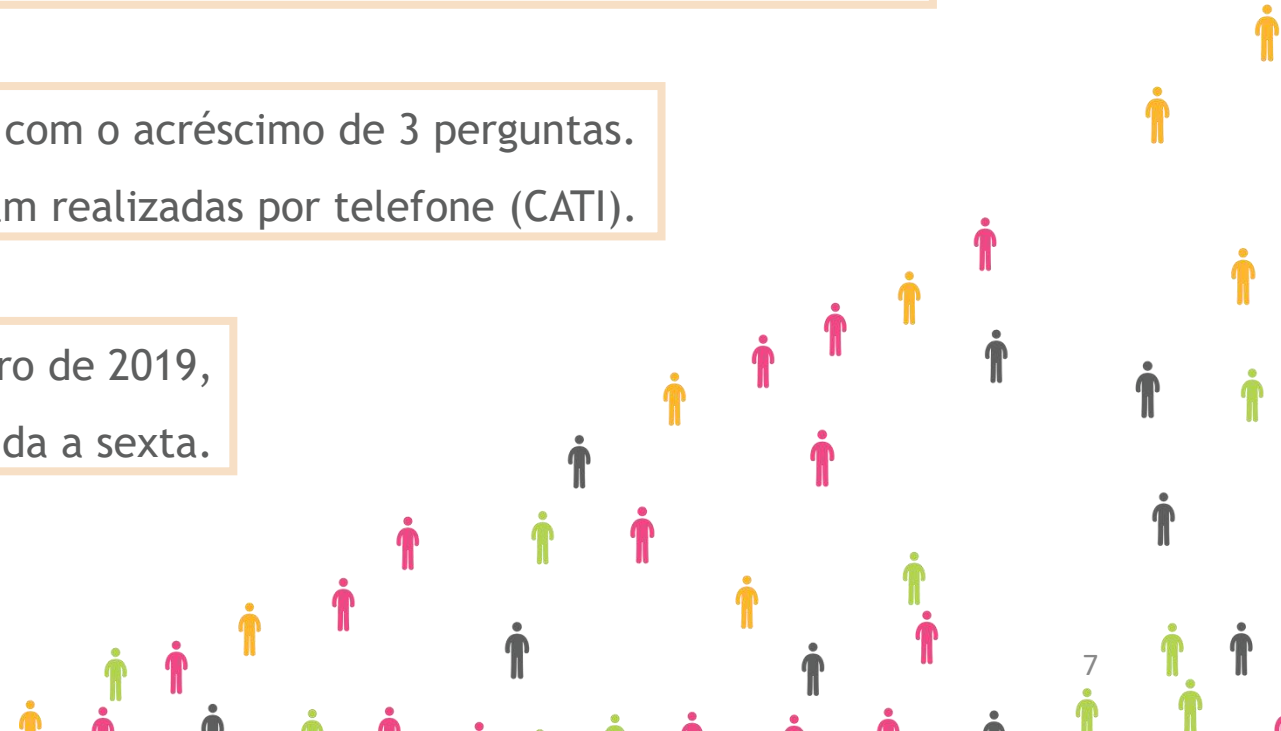 com o acréscimo de 3 perguntas.
m realizadas por telefone (CATI).
ro de 2019,
da a sexta.
7